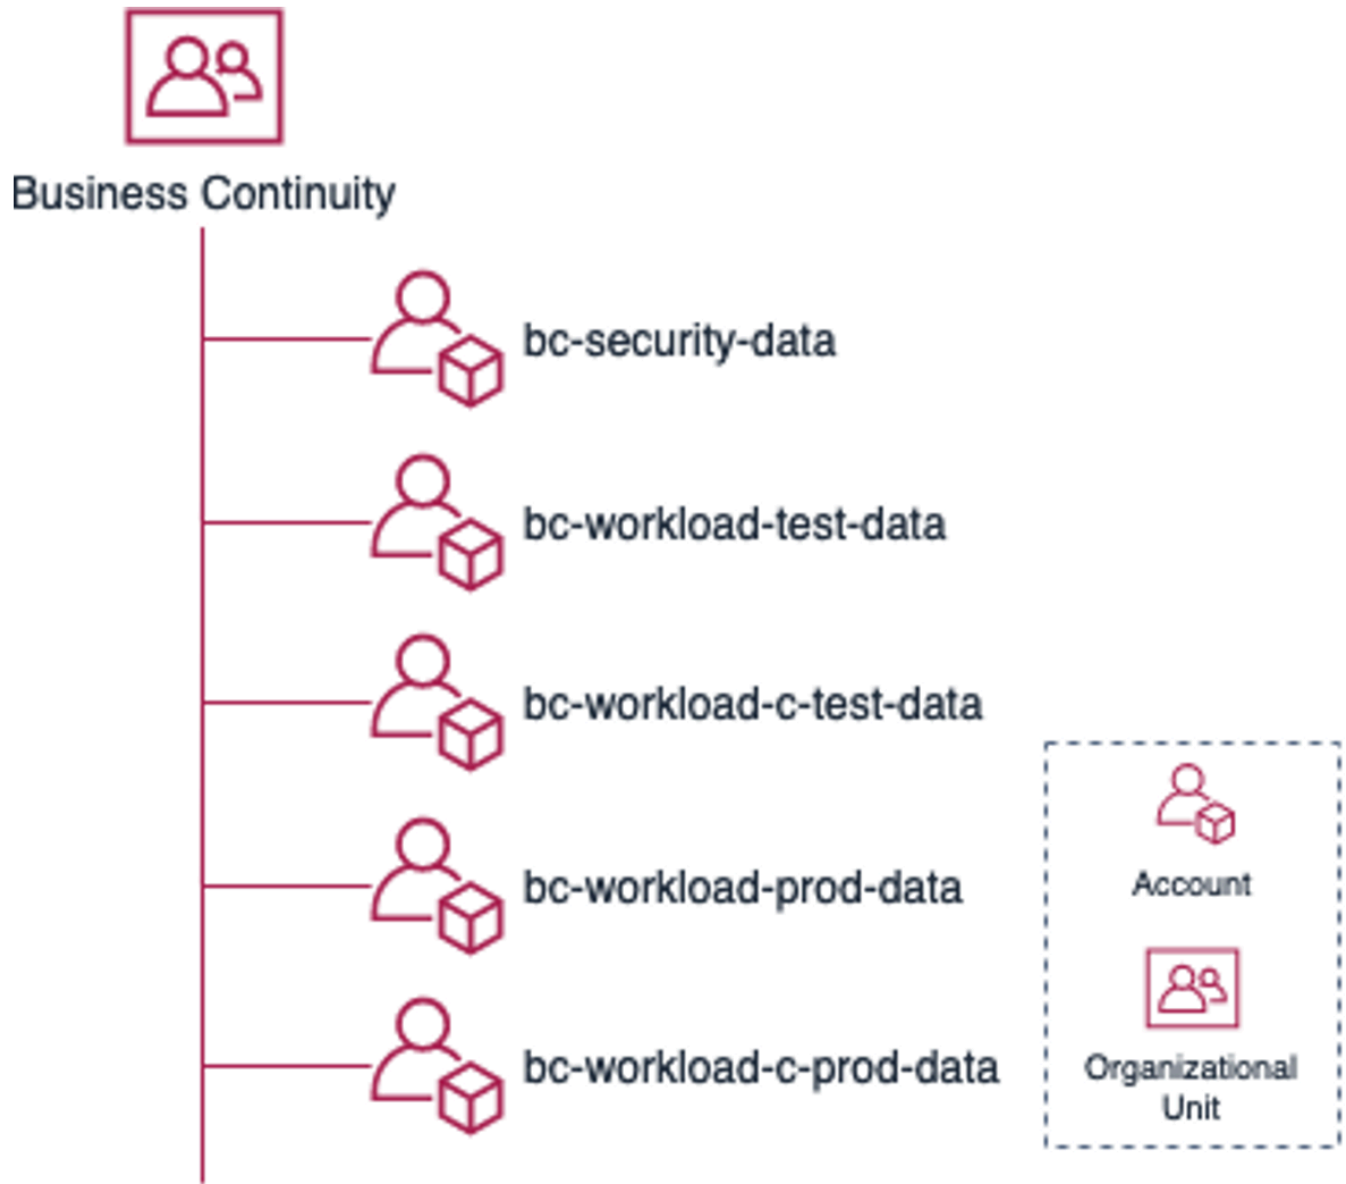 Business Continuity
bc-security-data
bc-workload-test-data
bc-workload-c-test-data
bc-workload-prod-data
bc-workload-c-prod-data
Account
Organizational
Unit